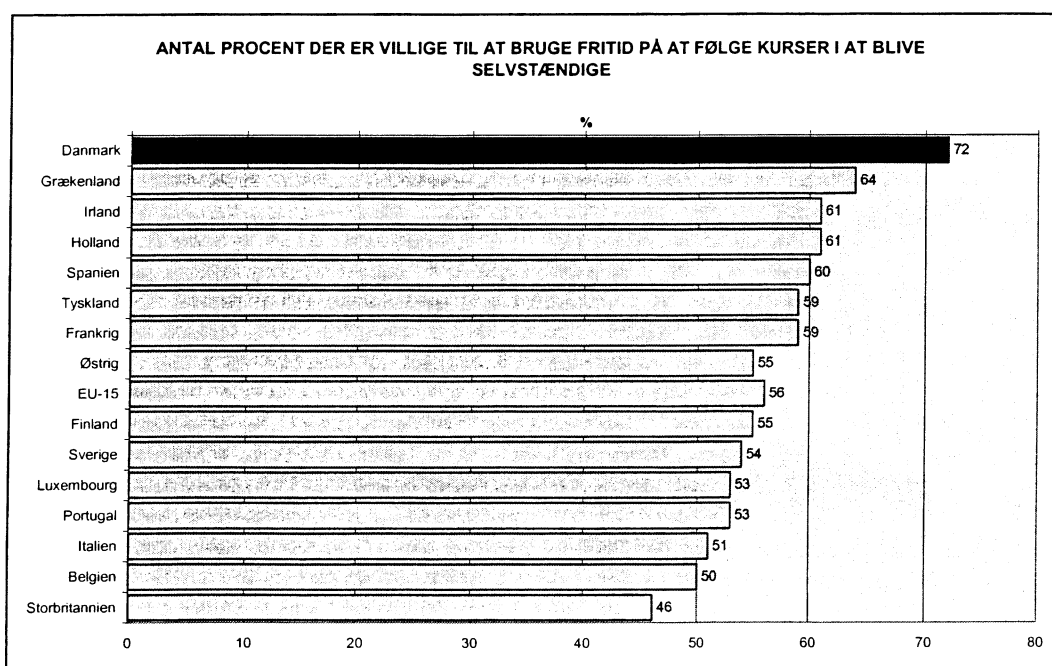 ANTAL PROCENT DER ER VILLIGE TIL AT BRUGE FRITID PÅ AT FØLGE KURSER I AT BLIVE
SELVSTÆNDIGE
%
Danmark 72
Grækenland 64
Irland 61
Holland 61
Spanien 60
Tyskland 59
Frankrig 59
Østrig 55
EU-15 56
Finland 55
Sverige 54
Luxembourg 53
Portugal 53
Italien 51
Belgien 50
Storbritannien 46
0 10 20 30 40 50 60 70 80